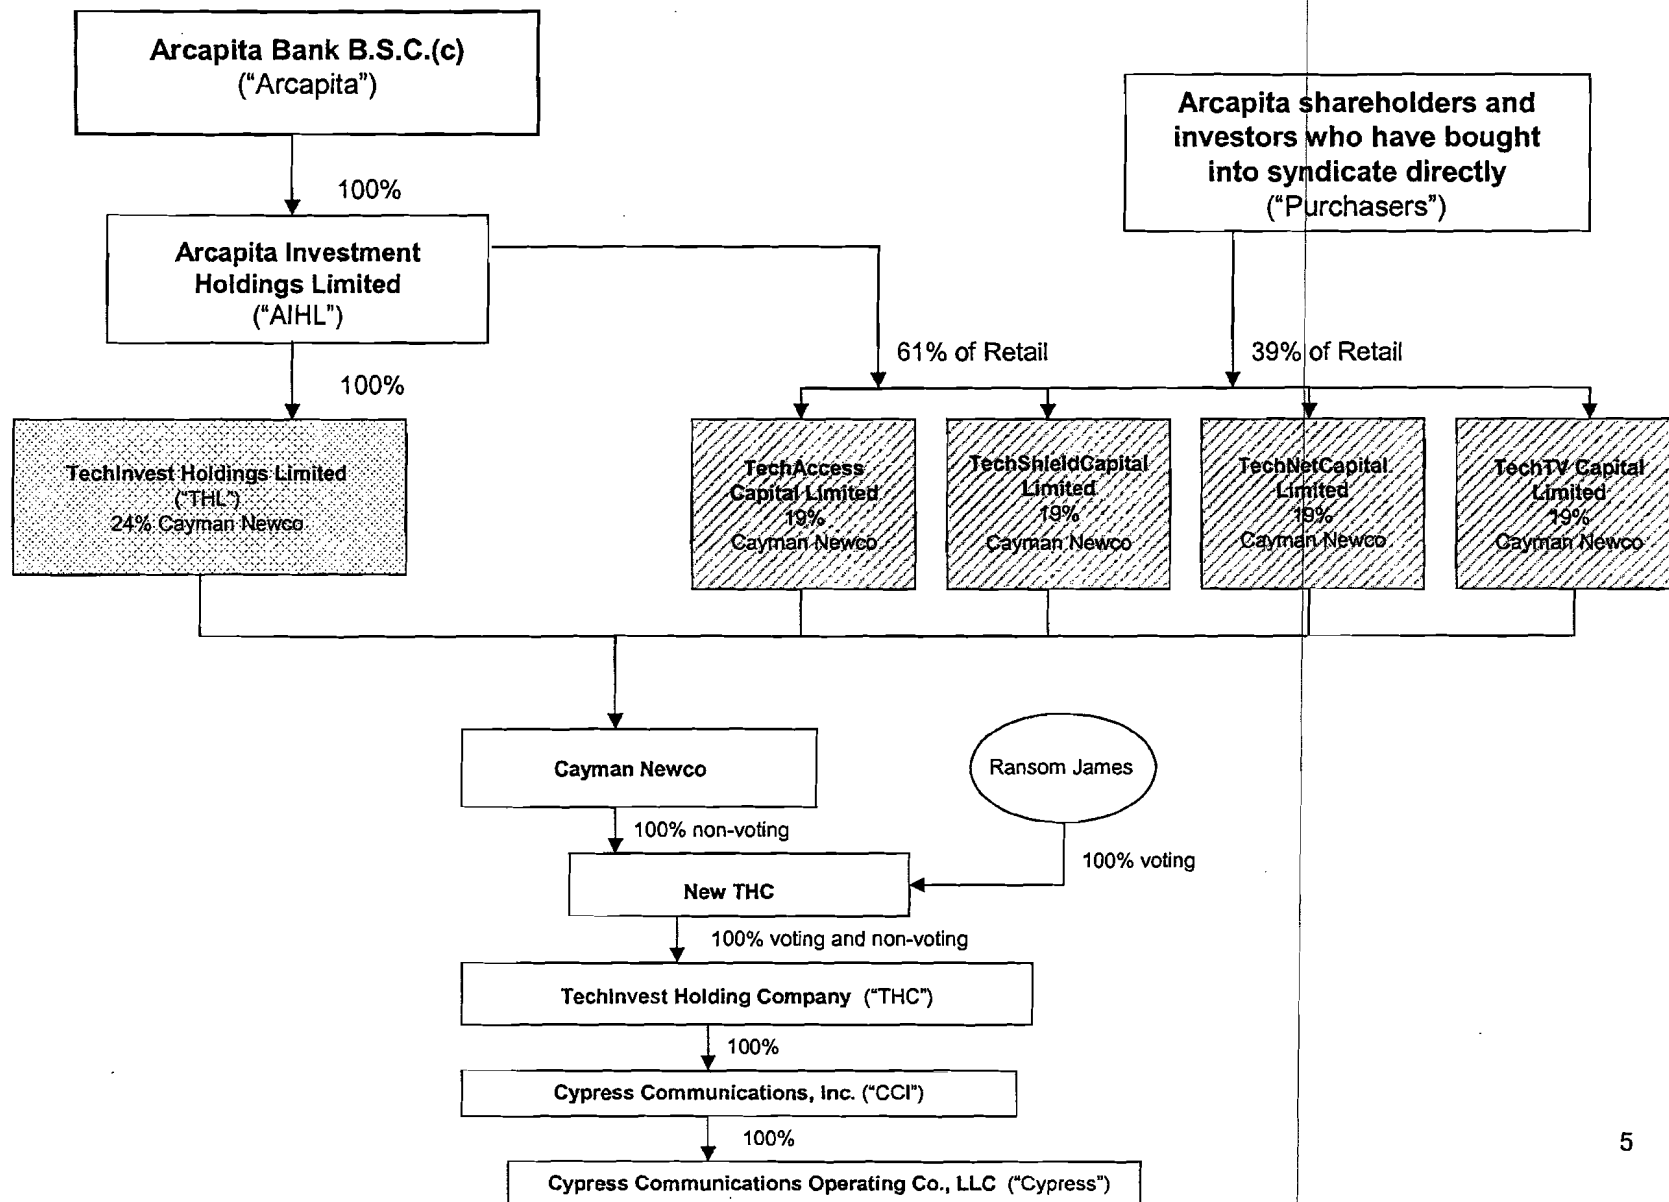 Arcapita Bank B.S.C.(c)
("Arcapita")
Arcapita shareholders and
investors who have bought
into syndicate directly
("Purchasers")
100%
Arcapita Investment
Holdings Limited
("AIHL")
61% of Retail
39% of Retail
100%
TechInvest Holdings Limited
("THL")
24% Cayman Newco
TechAccess
Capital Limited
19%
Cayman Newco
TechShieldCapital
Limited
19%
Cayman Newco
TechNetCapital
Limited
19%
Cayman Newco
TechTV Capital
Limited
19%
Cayman Newco
Cayman Newco
Ransom James
100% non-voting
100% voting
New THC
100% voting and non-voting
TechInvest Holding Company ("THC")
100%
Cypress Communications, Inc. ("CCI")
100%
Cypress Communications Operating Co., LLC ("Cypress")
5